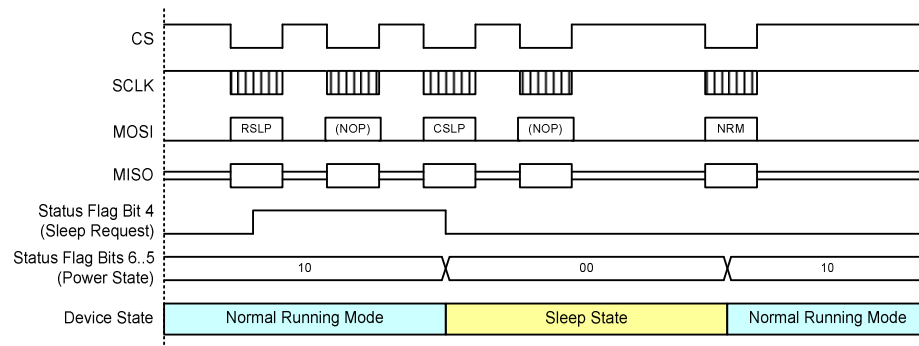 CS
SCLK
MOSI RSLP (NOP) CSLP (NOP) NRM
MISO
Status Flag Bit 4
(Sleep Request)
Status Flag Bits 6..5
(Power State)
10 00 10
Device State Normal Running Mode Sleep State Normal Running Mode